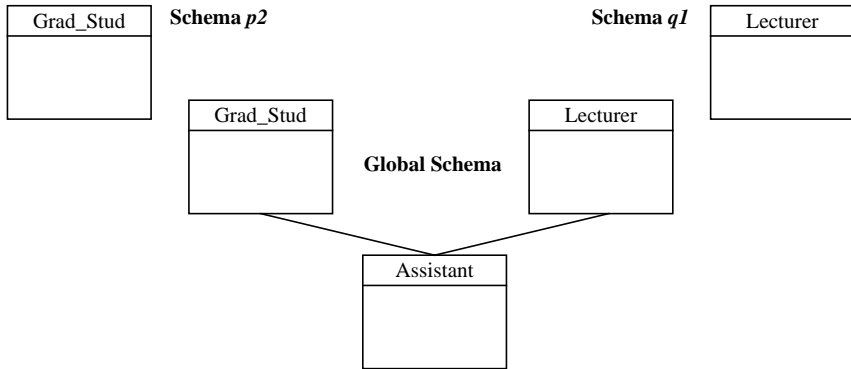 Grad_Stud
Schema p2
Schema q1
Lecturer
Grad_Stud
Lecturer
Global Schema
Assistant